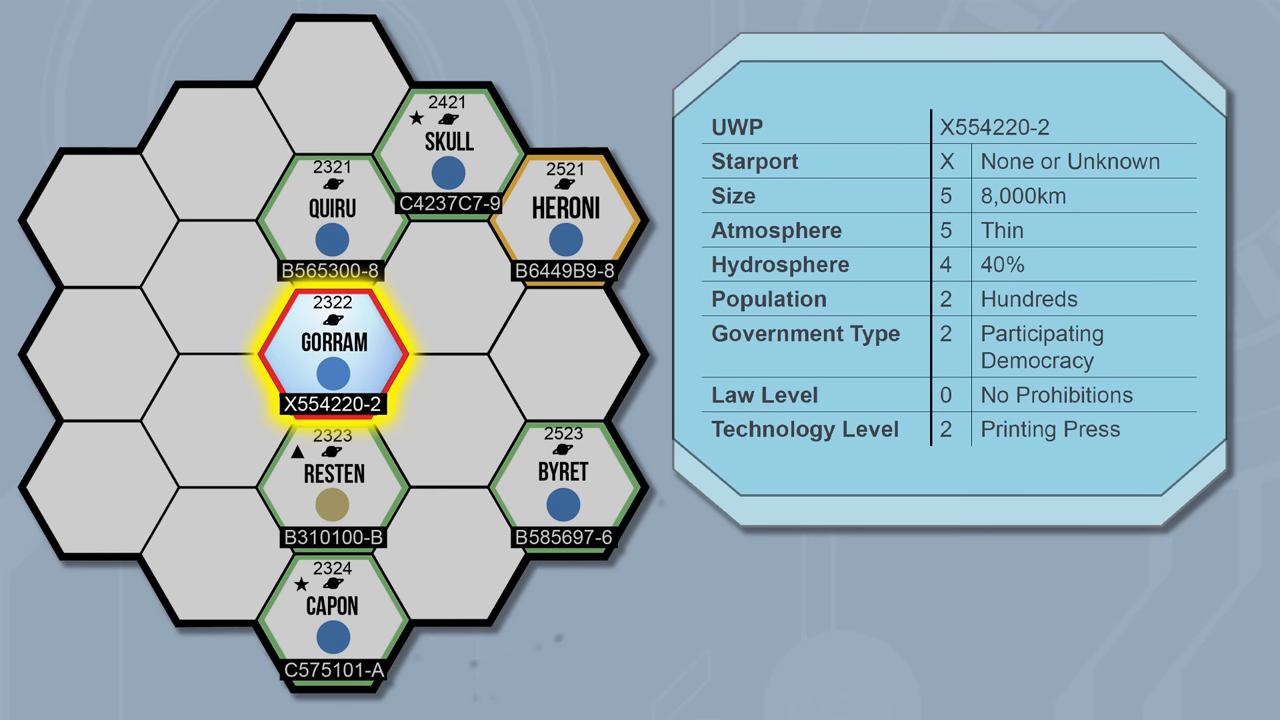 2421
SKULL
C4237C7-9
2321
QUIRU
B565300-8
2521
HERONI
B6449B9-8
2322
GORRAM
X554220-2
2323
RESTEN
B310100-B
2523
BYRET
B585697-6
2324
CAPON
C575101-A
UWP X554220-2
Starport X None or Unknown
Size 5 8,000km
Atmosphere 5 Thin
Hydrosphere 4 40%
Population 2 Hundreds
Government Type 2 Participating
Democracy
Law Level 0 No Prohibitions
Technology Level 2 Printing Press